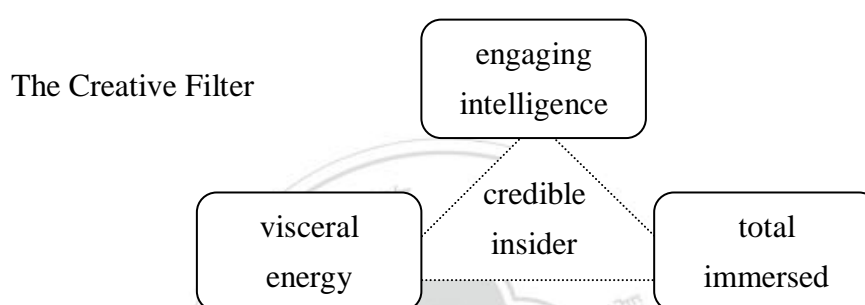 engaging
The Creative Filter
intelligence
credible
visceral
total
insider
energy
immersed